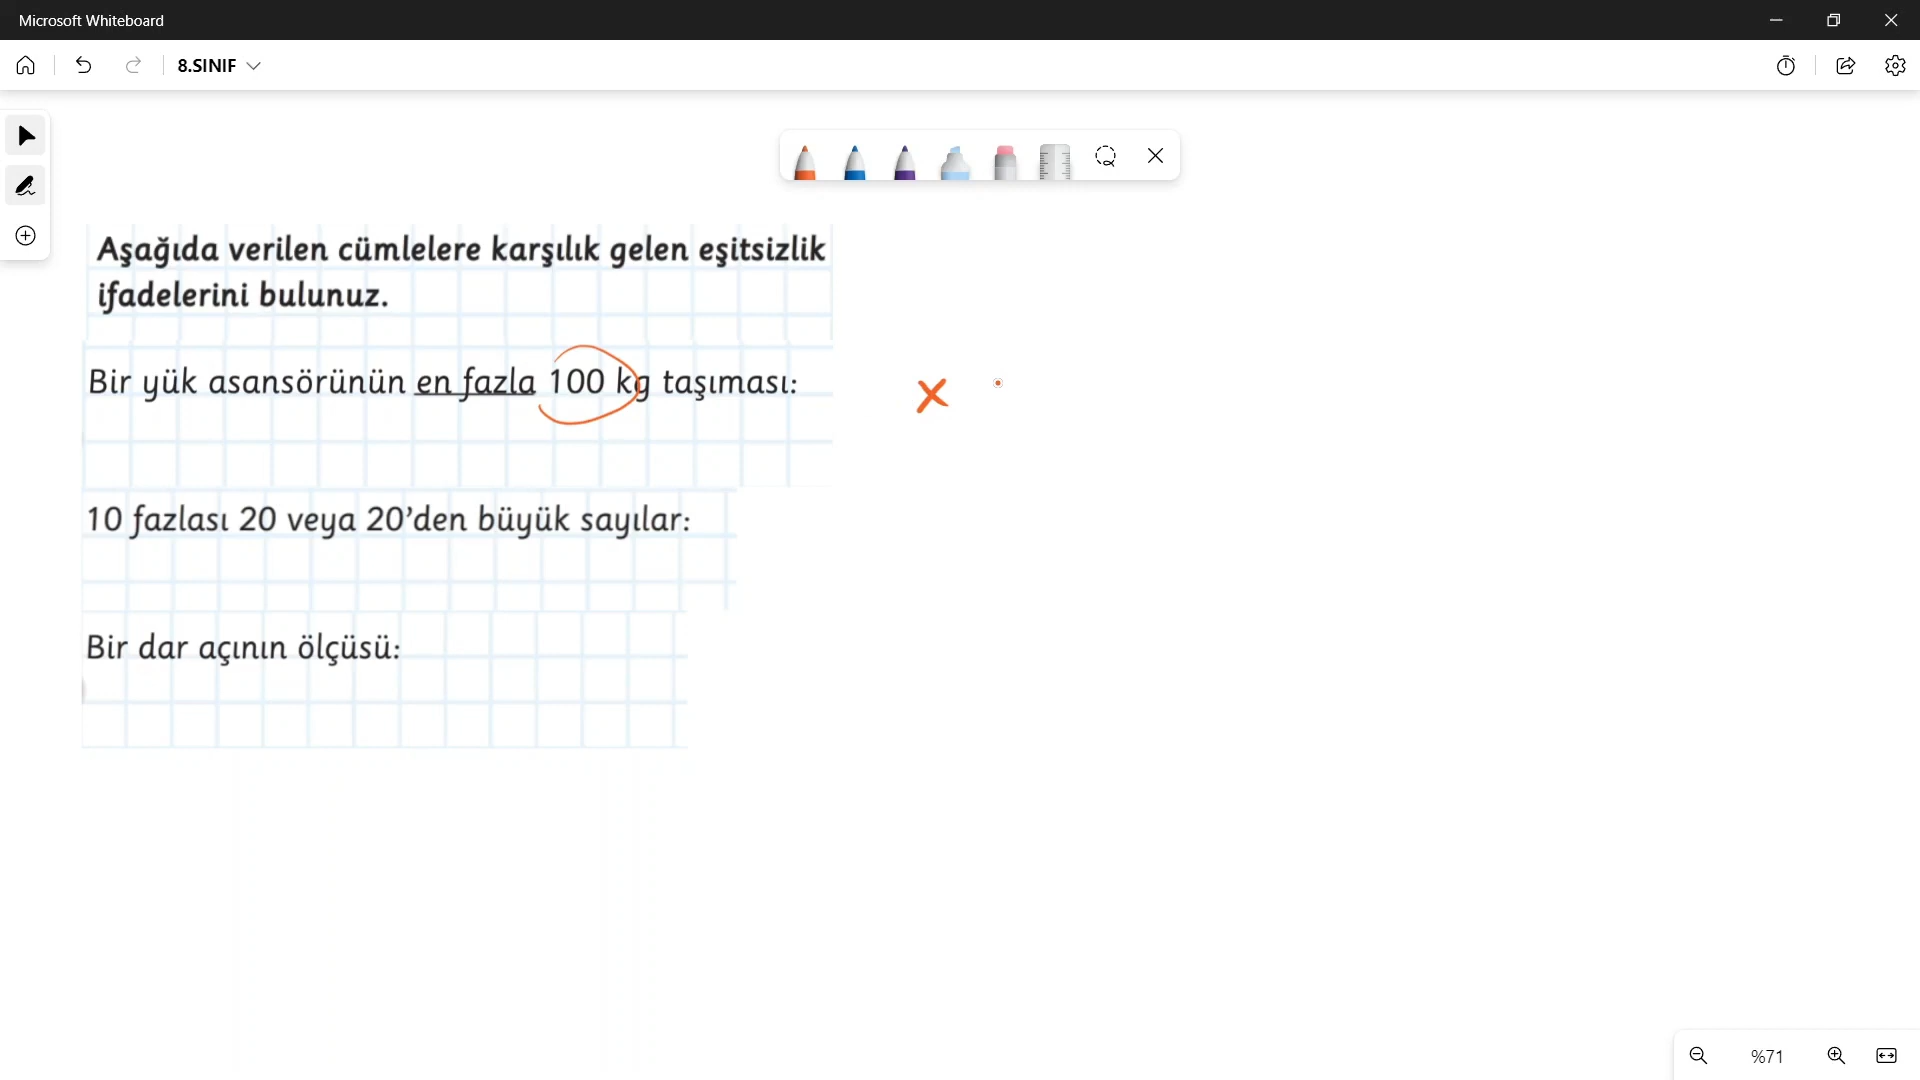 Microsoft Whiteboard
8.SINIF
Aşağıda verilen cümlelere karşılık gelen eşitsizlik
ifadelerini bulunuz.
Bir yük asansörünün en fazla 100 kg taşıması:
x
10 fazlası 20 veya 20’den büyük sayılar:
Bir dar açının ölçüsü:
%71